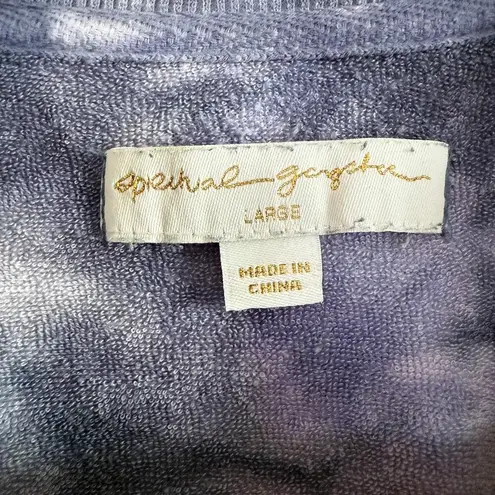 spiritual gangster
LARGE
MADE IN
CHINA